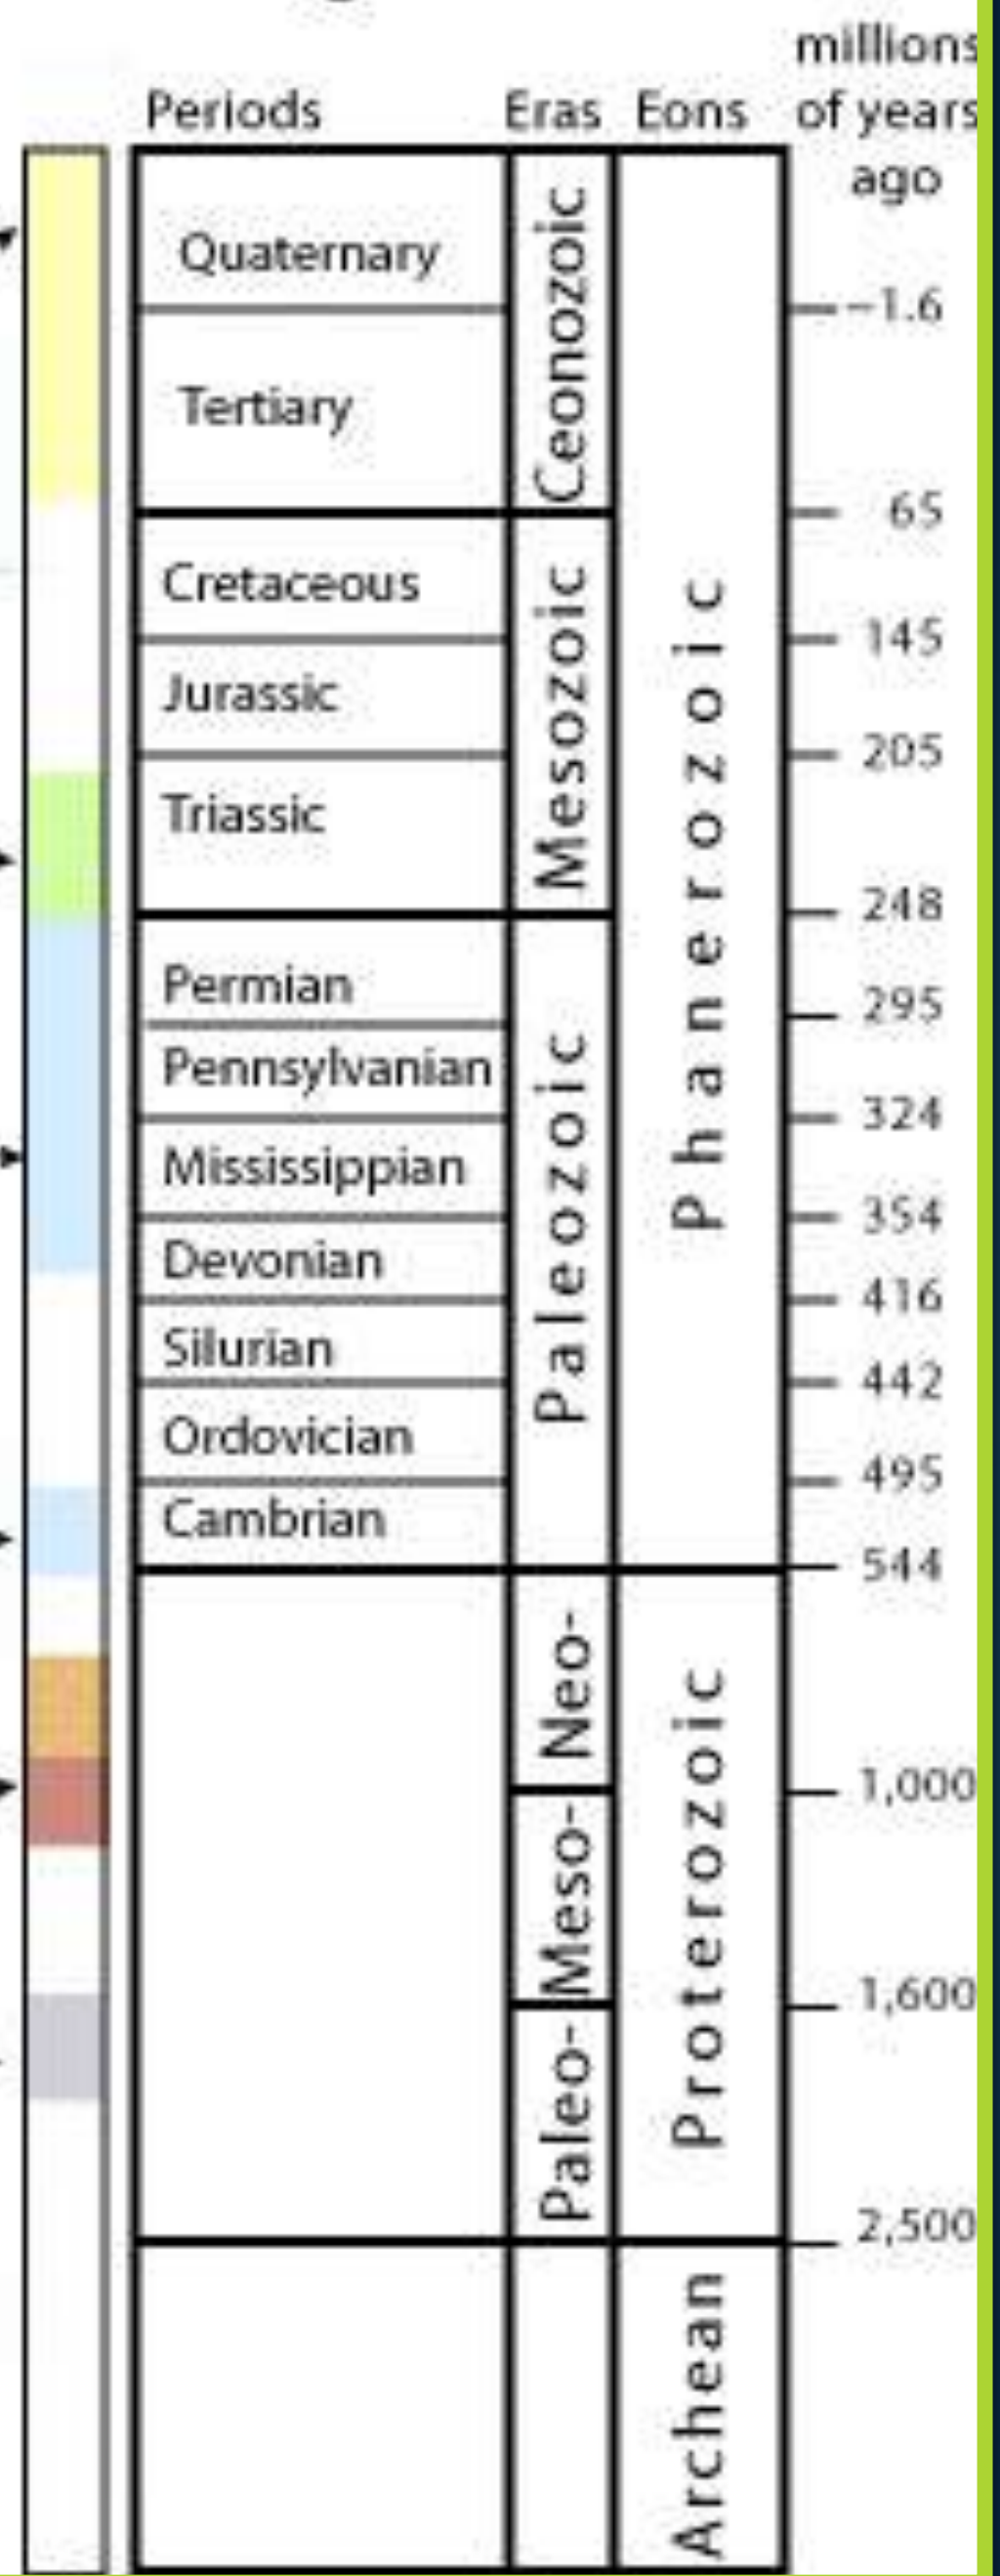 millions
Periods Eras Eons of years
ago
Quaternary
~1.6
Tertiary
Ceonozoic
65
Cretaceous
145
Jurassic
205
Triassic
Mesozoic
248
Permian
295
Pennsylvanian
324
Mississippian
354
Devonian
416
Silurian
442
Ordovician
495
Cambrian
Paleozoic
Phanerozoic
544
Neo-
1,000
Meso-
1,600
Paleo-
Proterozoic
2,500
Archean